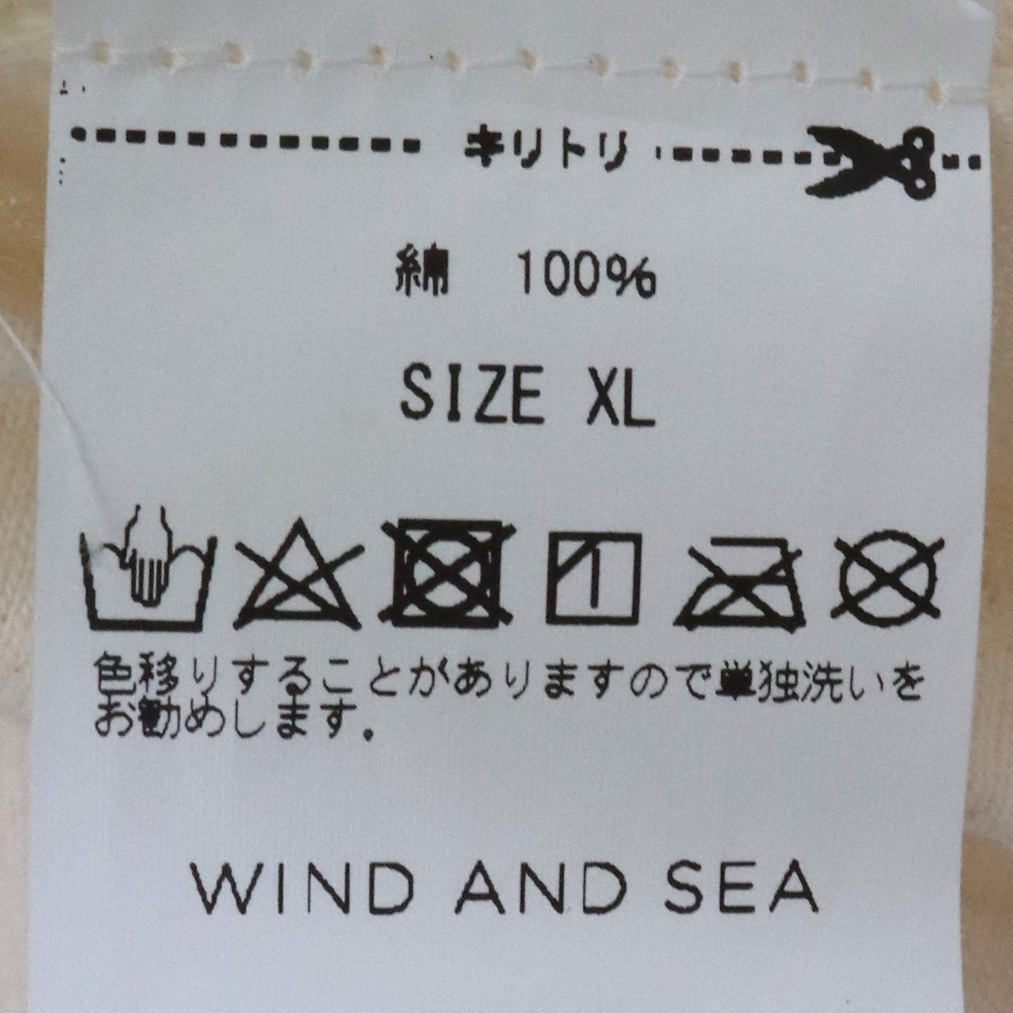 キリトリ
綿 100%
SIZE XL
色移りすることがありますので単独洗いを
お勧めします。
WIND AND SEA